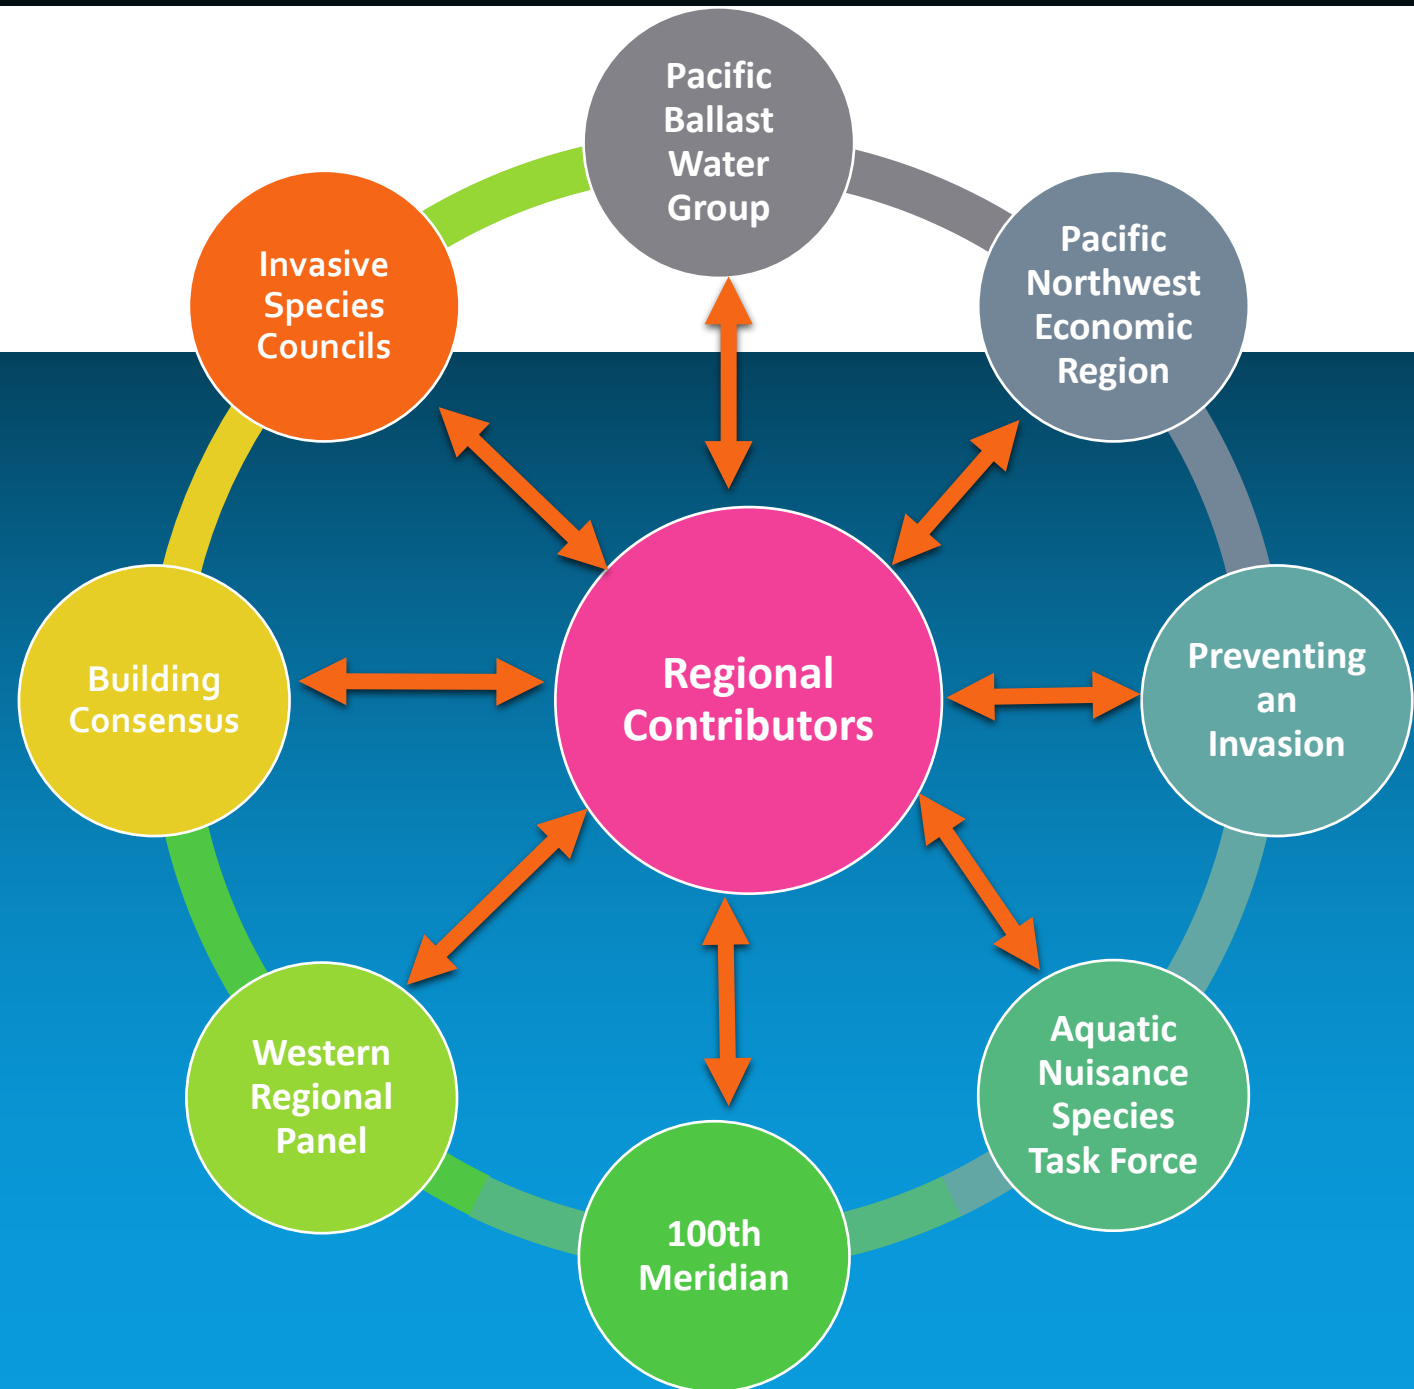 Pacific
Ballast
Water
Group
Pacific
Northwest
Economic
Region
Invasive
Species
Councils
Regional
Contributors
Preventing
an
Invasion
Building
Consensus
Aquatic
Nuisance
Species
Task Force
Western
Regional
Panel
100th
Meridian